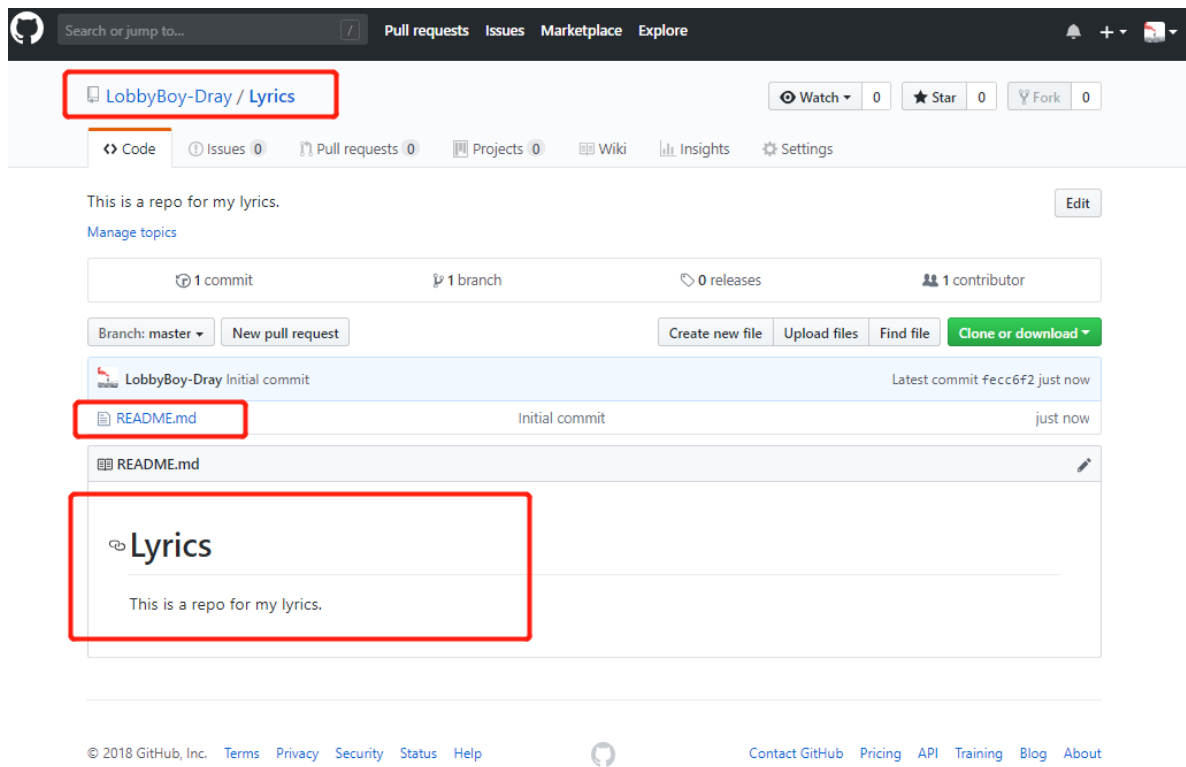 Search or jump to... / Pull requests Issues Marketplace Explore
LobbyBoy-Dray / Lyrics
Watch 0 Star 0 Fork 0
Code Issues 0 Pull requests 0 Projects 0 Wiki Insights Settings
This is a repo for my lyrics. Edit
Manage topics
1 commit 1 branch 0 releases 1 contributor
Branch: master New pull request Create new file Upload files Find file Clone or download
LobbyBoy-Dray Initial commit Latest commit fecc6f2 just now
README.md Initial commit just now
README.md
Lyrics
This is a repo for my lyrics.
© 2018 GitHub, Inc. Terms Privacy Security Status Help Contact GitHub Pricing API Training Blog About